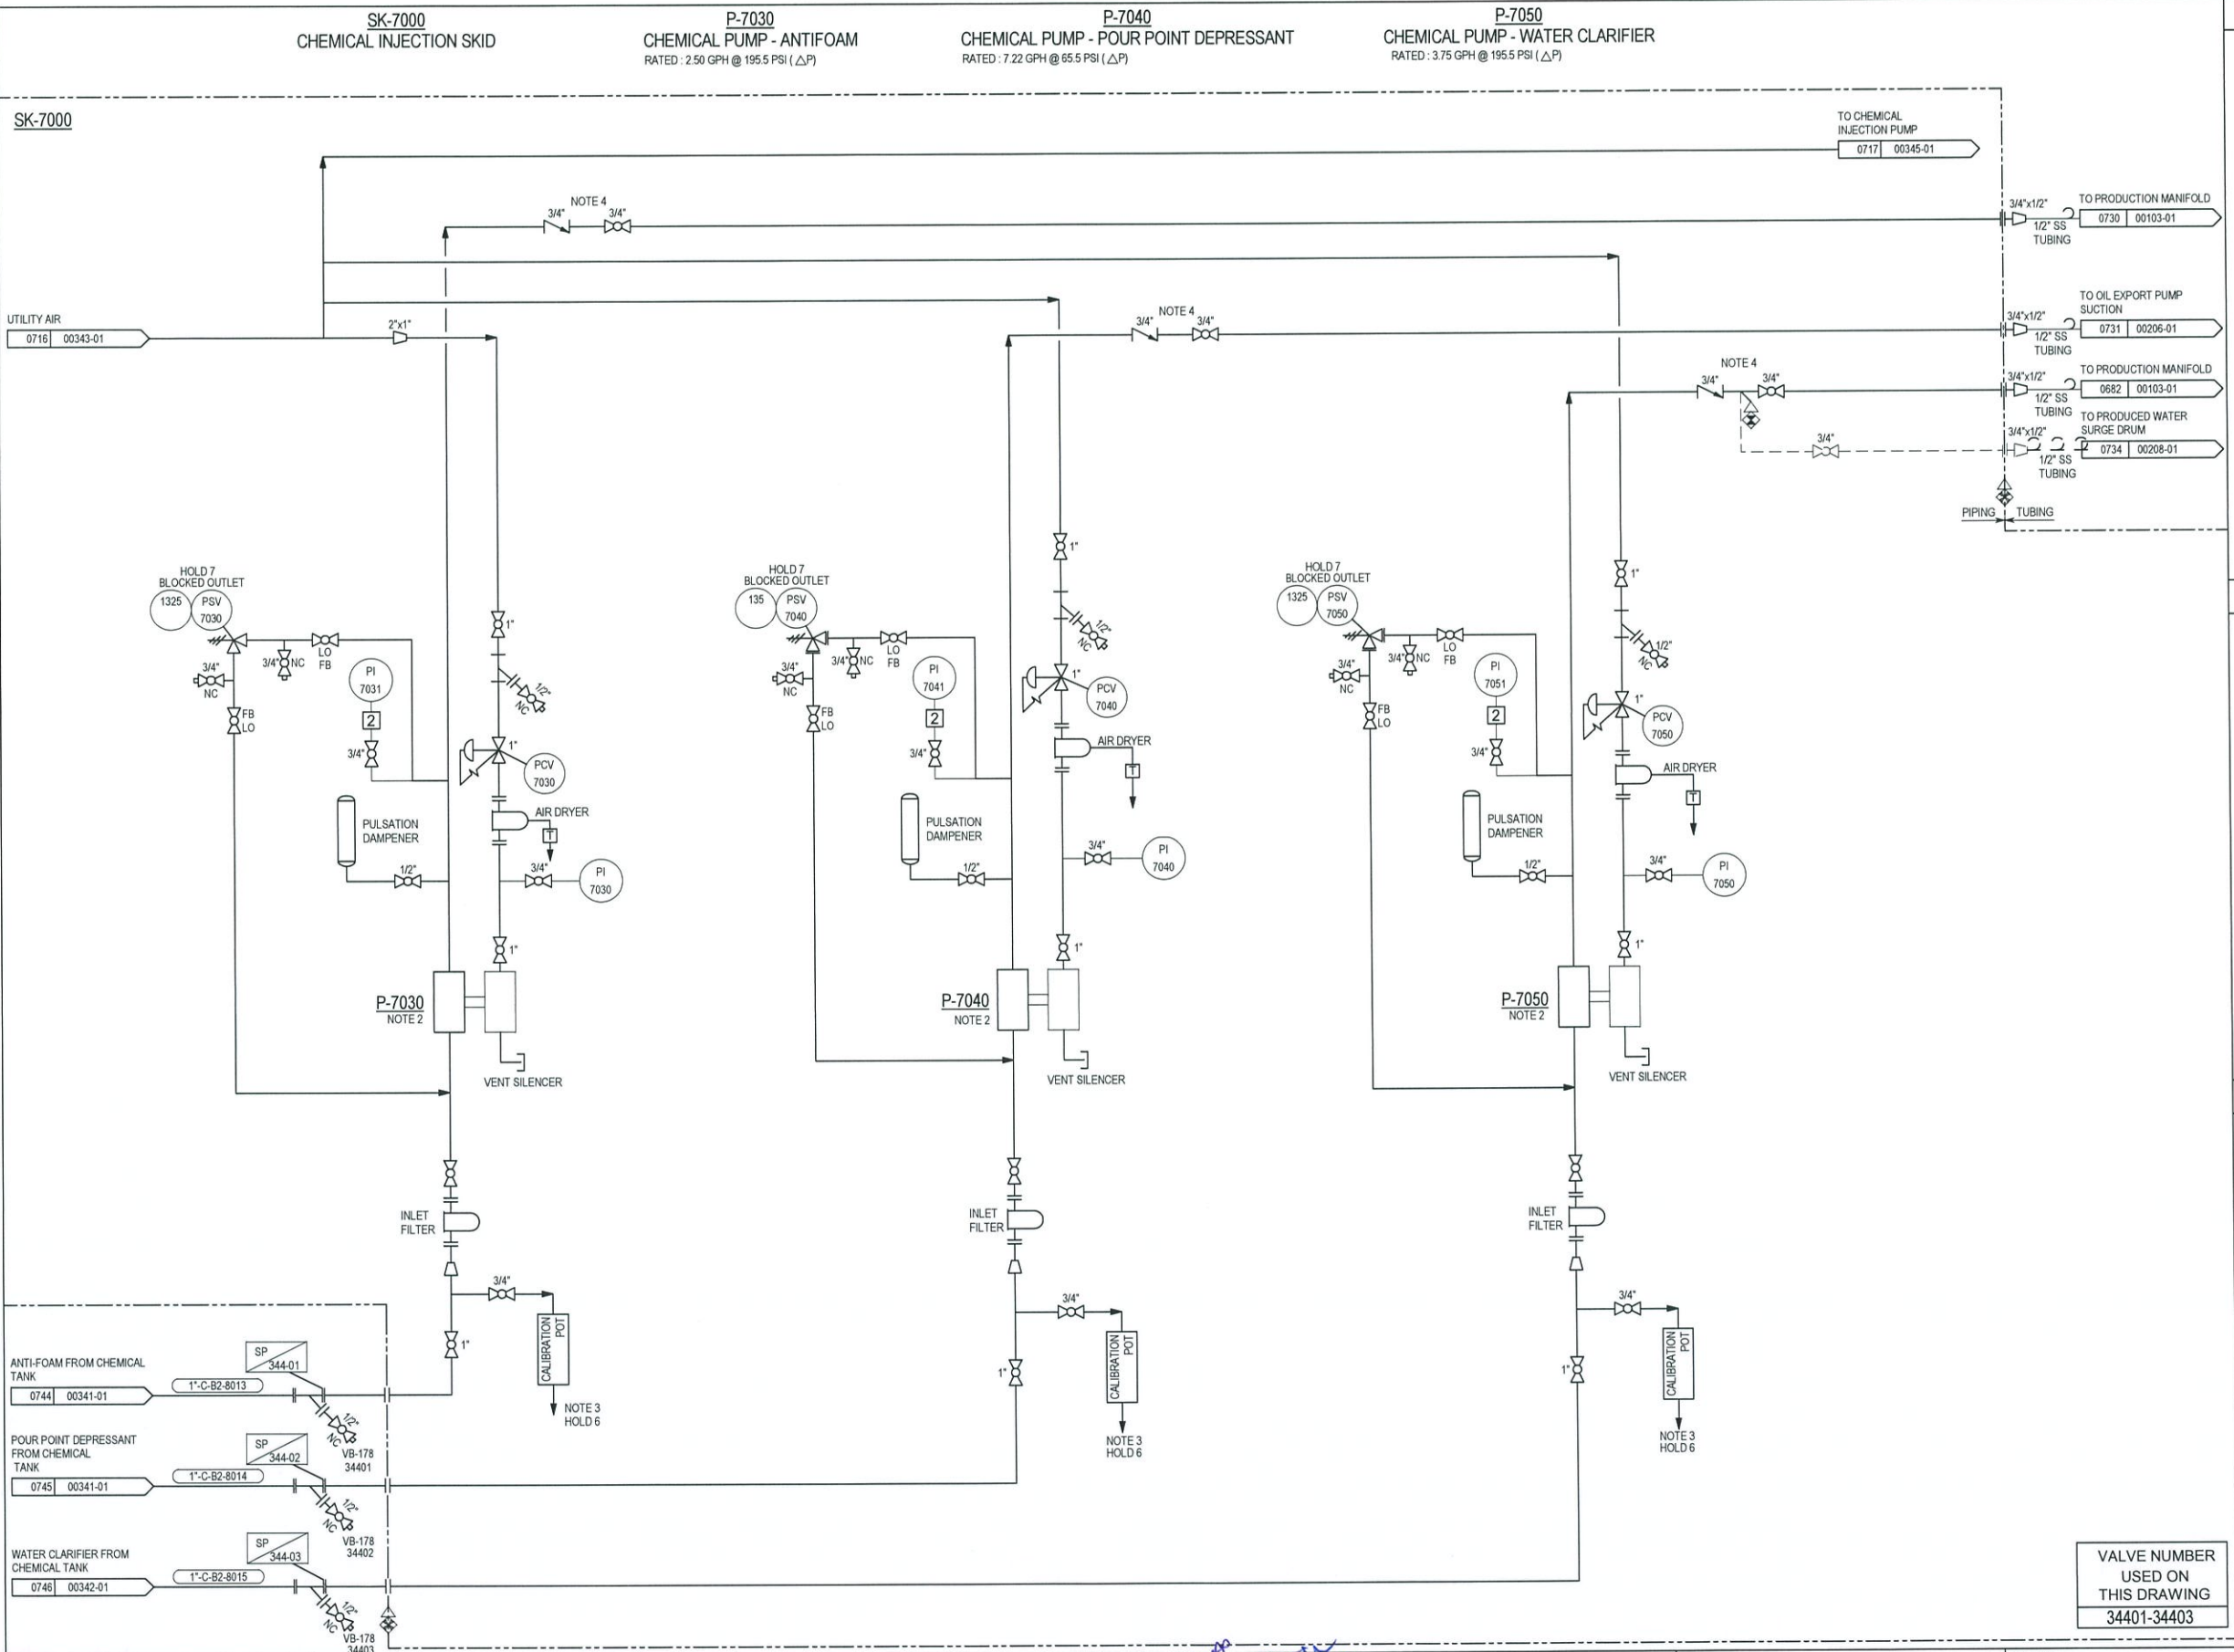 SK-7000
CHEMICAL INJECTION SKID
P-7030
CHEMICAL PUMP - ANTIFOAM
RATED : 2.50 GPH @ 195.5 PSI ( △P)
P-7040
CHEMICAL PUMP - POUR POINT DEPRESSANT
RATED : 7.22 GPH @ 65.5 PSI ( △P)
P-7050
CHEMICAL PUMP - WATER CLARIFIER
RATED : 3.75 GPH @ 195.5 PSI ( △P)
SK-7000
TO CHEMICAL
INJECTION PUMP
0717 00345-01
NOTE 4
3/4" 3/4"
3/4"x1/2"
1/2" SS
TUBING
TO PRODUCTION MANIFOLD
0730 00103-01
UTILITY AIR
0716 00343-01
2"x1"
NOTE 4
3/4" 3/4"
3/4"x1/2"
1/2" SS
TUBING
TO OIL EXPORT PUMP
SUCTION
0731 00206-01
NOTE 4
3/4" 3/4"
3/4"x1/2"
1/2" SS
TUBING
TO PRODUCTION MANIFOLD
0682 00103-01
3/4"
3/4"x1/2"
1/2" SS
TUBING
TO PRODUCED WATER
SURGE DRUM
0734 00208-01
PIPING TUBING
HOLD 7
BLOCKED OUTLET
1325 PSV
7030
3/4" NC
LO
FB
3/4"
NC
FB
LO
PI
7031
2
3/4"
1"
1/2"
NC
1"
PCV
7030
AIR DRYER
T
PULSATION
DAMPENER
1/2"
3/4"
PI
7030
1"
P-7030
NOTE 2
VENT SILENCER
HOLD 7
BLOCKED OUTLET
135 PSV
7040
3/4" NC
LO
FB
3/4"
NC
FB
LO
PI
7041
2
3/4"
1"
1/2"
NC
1"
PCV
7040
AIR DRYER
T
PULSATION
DAMPENER
1/2"
3/4"
PI
7040
1"
P-7040
NOTE 2
VENT SILENCER
HOLD 7
BLOCKED OUTLET
1325 PSV
7050
3/4" NC
LO
FB
3/4"
NC
FB
LO
PI
7051
2
3/4"
1"
1/2"
NC
1"
PCV
7050
AIR DRYER
T
PULSATION
DAMPENER
1/2"
3/4"
PI
7050
1"
P-7050
NOTE 2
VENT SILENCER
INLET
FILTER
3/4"
1"
CALIBRATION
POT
NOTE 3
HOLD 6
INLET
FILTER
3/4"
1"
CALIBRATION
POT
NOTE 3
HOLD 6
INLET
FILTER
3/4"
1"
CALIBRATION
POT
NOTE 3
HOLD 6
ANTI-FOAM FROM CHEMICAL
TANK
0744 00341-01
1"-C-B2-8013
SP
344-01
1/2"
NC
VB-178
34401
POUR POINT DEPRESSANT
FROM CHEMICAL
TANK
0745 00341-01
1"-C-B2-8014
SP
344-02
1/2"
NC
VB-178
34402
WATER CLARIFIER FROM
CHEMICAL TANK
0746 00342-01
1"-C-B2-8015
SP
344-03
1/2"
NC
VB-178
34403
VALVE NUMBER
USED ON
THIS DRAWING
34401-34403